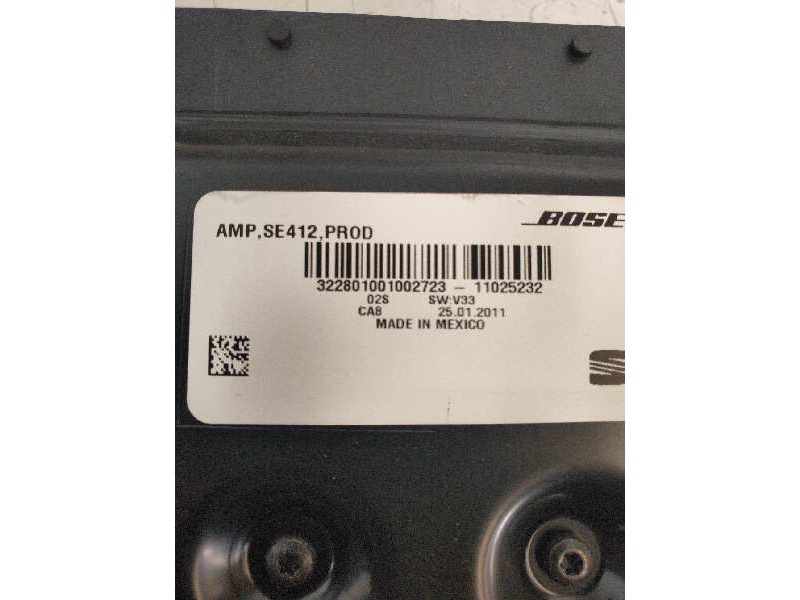 BOSE
AMP,SE412,PROD
322801001002723 - 11025232
02S SW:V33
CA8 25.01.2011
MADE IN MEXICO